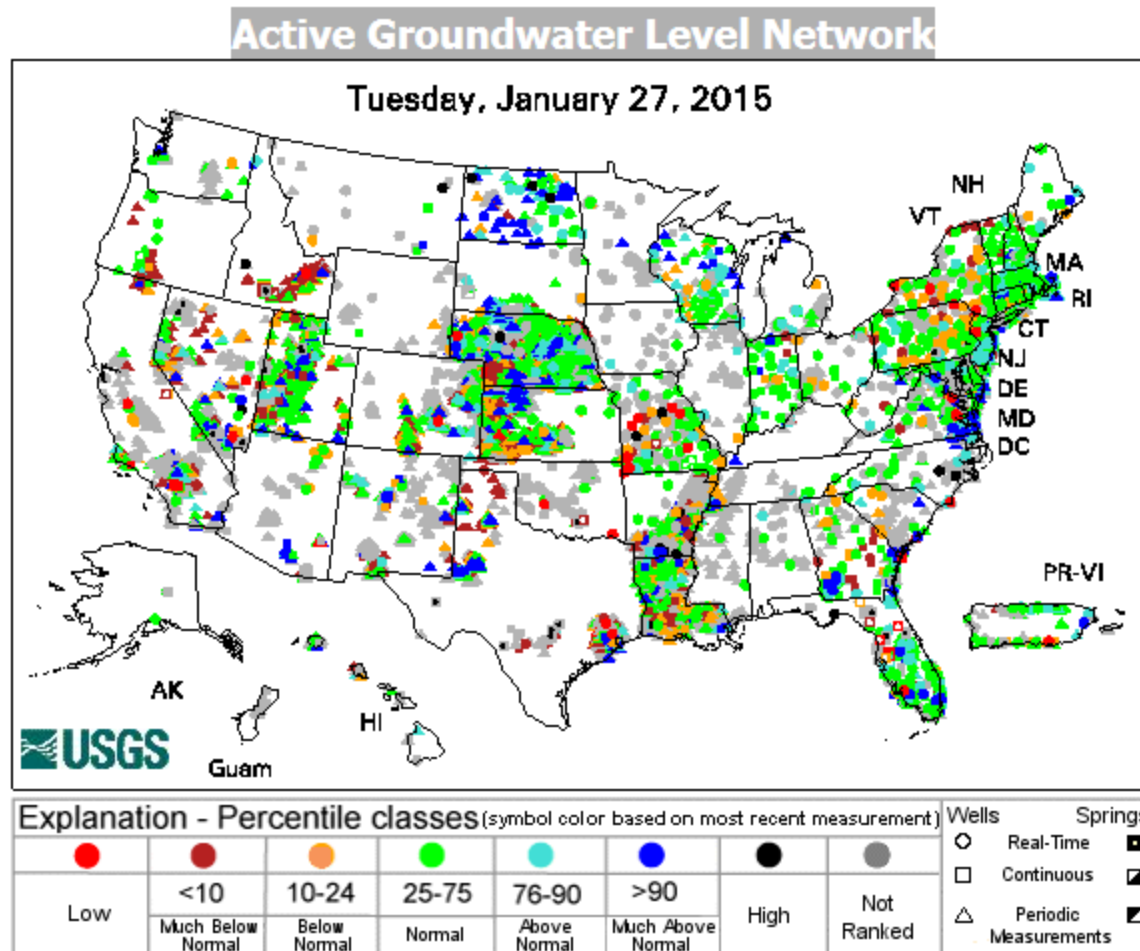 Active Groundwater Level Network
Tuesday, January 27, 2015
NH
VT
MA
RI
CT
NJ
DE
MD
DC
PR-VI
AK
HI
USGS
Guam
Explanation - Percentile classes (symbol color based on most recent measurement)
Wells Springs
Real-Time
Continuous
Periodic
Measurements
<10 10-24 25-75 76-90 >90
Low High Not
Ranked
Much Below
Normal
Below
Normal
Normal
Above
Normal
Much Above
Normal